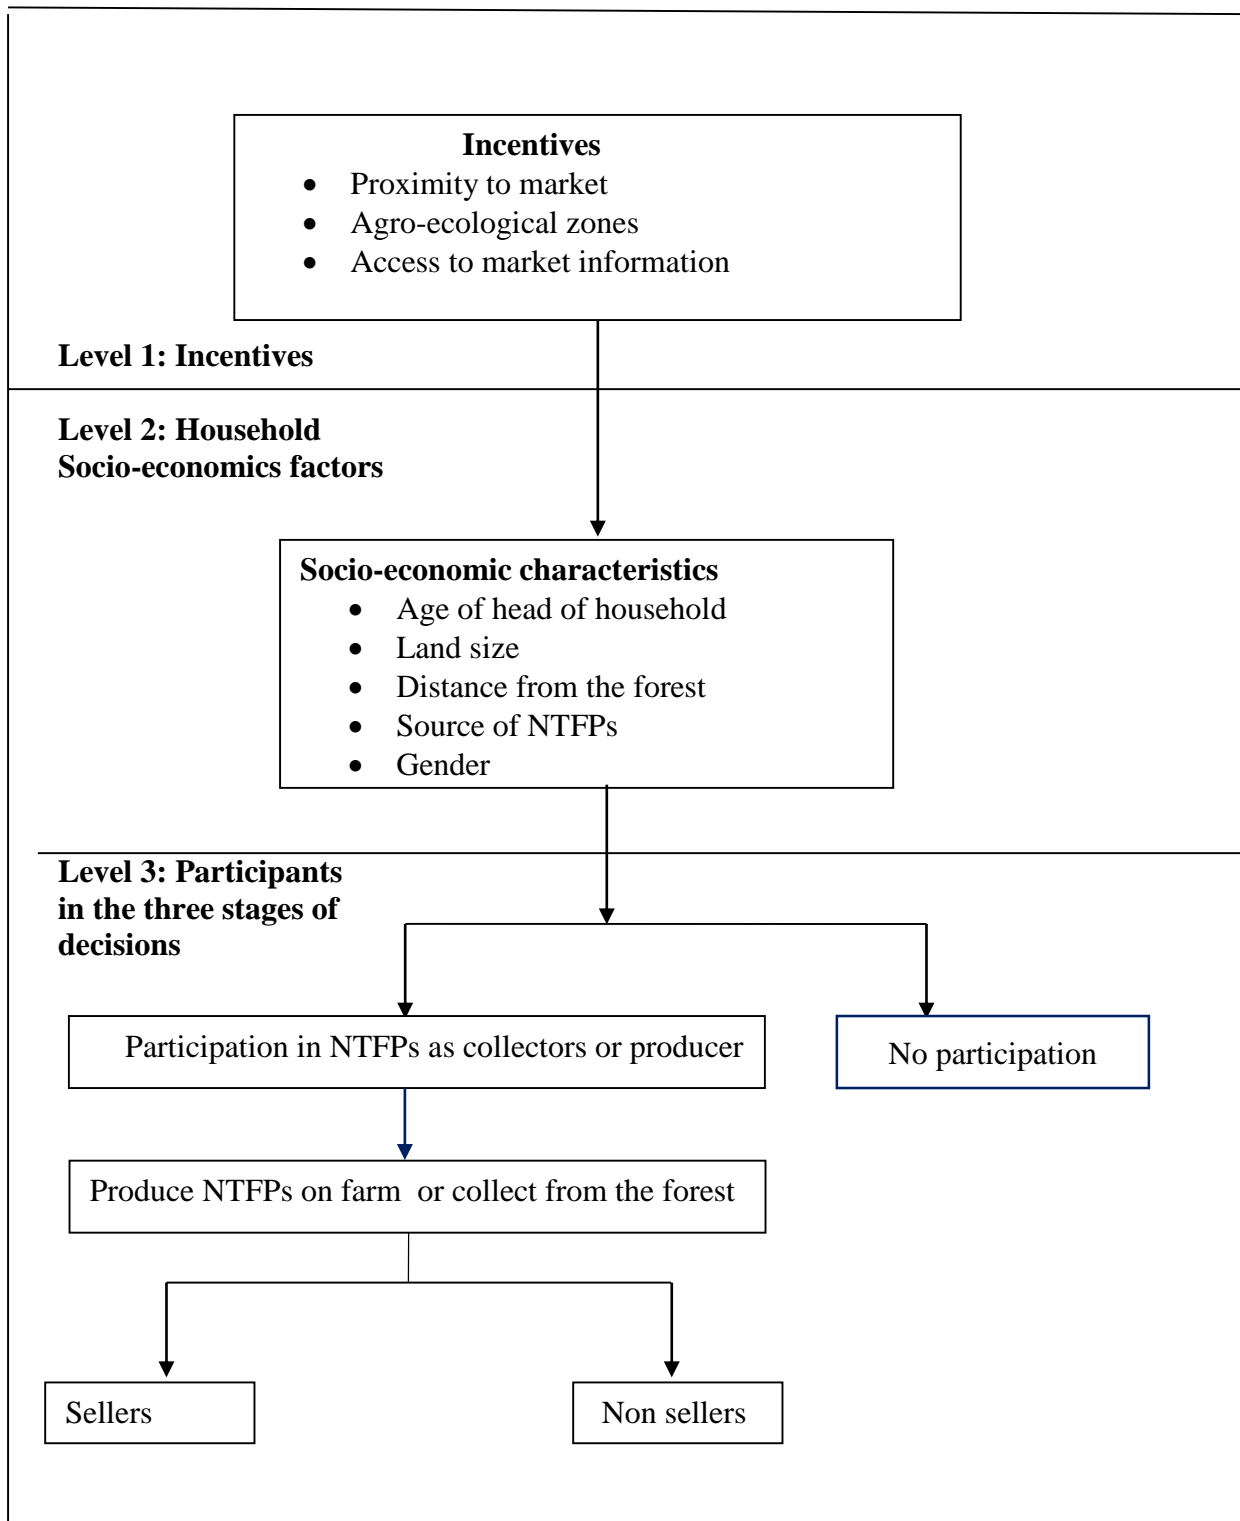 Incentives
• Proximity to market
• Agro-ecological zones
• Access to market information
Level 1: Incentives
Level 2: Household
Socio-economics factors
Socio-economic characteristics
• Age of head of household
• Land size
• Distance from the forest
• Source of NTFPs
• Gender
Level 3: Participants
in the three stages of
decisions
Participation in NTFPs as collectors or producer
No participation
Produce NTFPs on farm or collect from the forest
Sellers
Non sellers